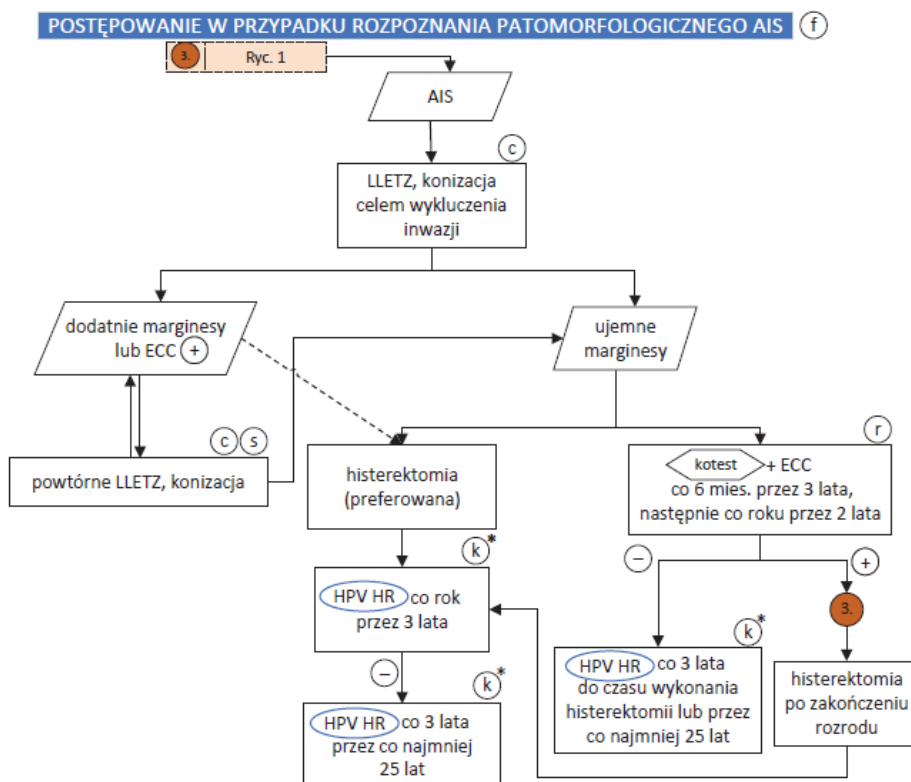 POSTĘPOWANIE W PRZYPADKU ROZPOZNANIA PATOMORFOLOGICZNEGO AIS f
3. Ryc. 1
AIS
c
LLETZ, konizacja
celem wykluczenia
inwazji
dodatnie marginesy
lub ECC +
ujemne
marginesy
c s
powtórne LLETZ, konizacja
histerektomia
(preferowana)
r
kotest + ECC
co 6 mies. przez 3 lata,
następnie co roku przez 2 lata
k*
HPV HR co rok
przez 3 lata
−
+
3.
k*
HPV HR co 3 lata
do czasu wykonania
histerektomii lub przez
co najmniej 25 lat
histerektomia
po zakończeniu
rozrodu
−
k*
HPV HR co 3 lata
przez co najmniej
25 lat